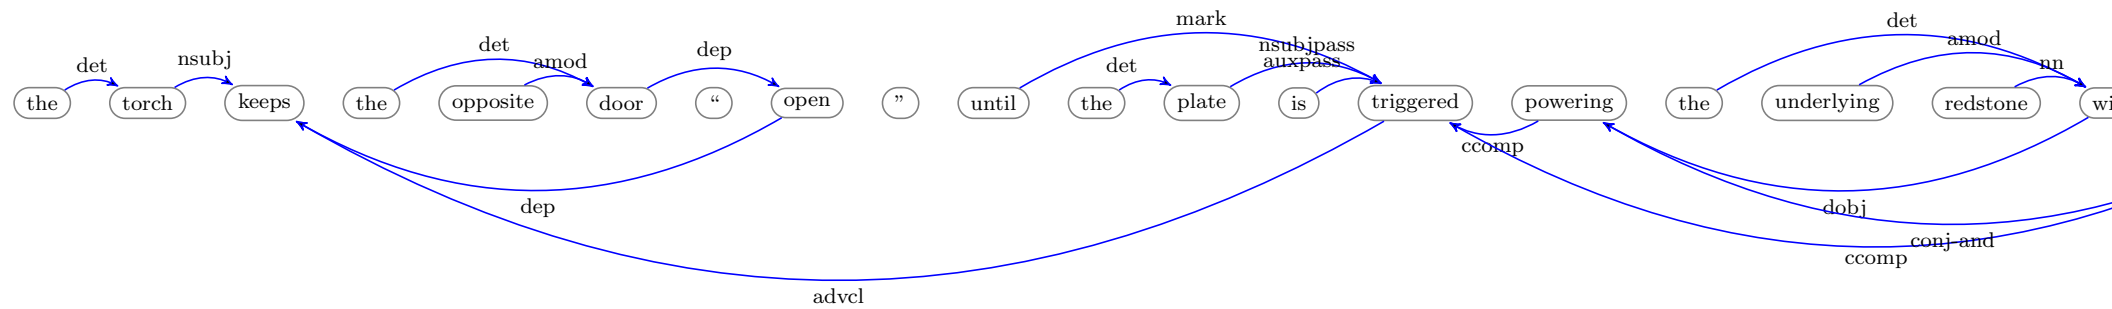 mark
det det nsubjpass amod
det nsubj amod dep det auxpass nn
the torch keeps the opposite door “ open ” until the plate is triggered powering the underlying redstone wi
ccomp
dep dobj
conj-and
ccomp
advcl